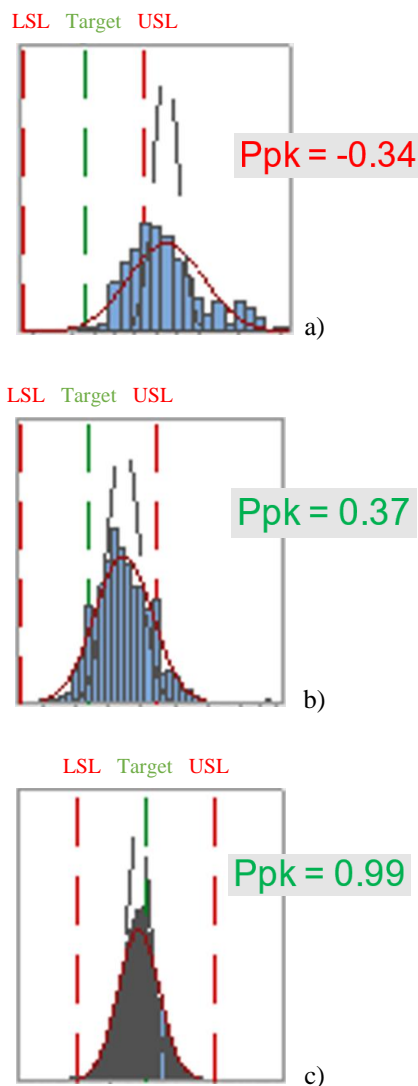 LSL Target USL
Ppk = -0.34
a)
LSL Target USL
Ppk = 0.37
b)
LSL Target USL
Ppk = 0.99
c)